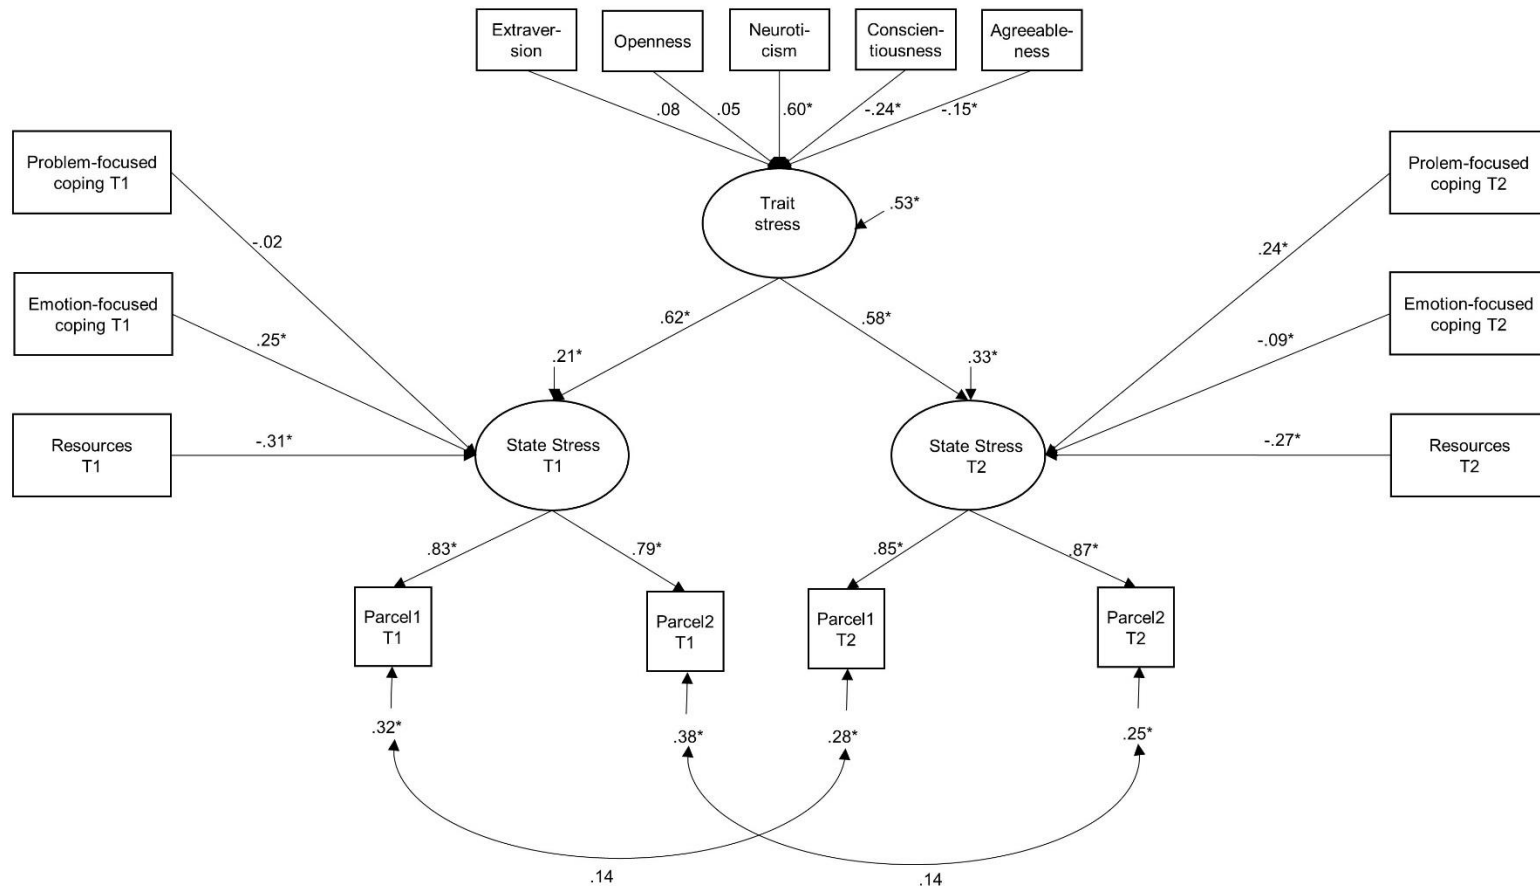 Extraver-
sion
Openness
Neuroti-
cism
Conscien-
tiousness
Agreeable-
ness
.08
.05
.60*
-.24*
-.15*
Problem-focused
coping T1
Prolem-focused
coping T2
Trait
stress
.53*
-.02
.24*
Emotion-focused
coping T1
Emotion-focused
coping T2
.62*
.58*
.25*
-.09*
.21*
.33*
Resources
T1
-.31*
State Stress
T1
State Stress
T2
-.27*
Resources
T2
.83*
.79*
.85*
.87*
Parcel1
T1
Parcel2
T1
Parcel1
T2
Parcel2
T2
.32*
.38*
.28*
.25*
.14
.14